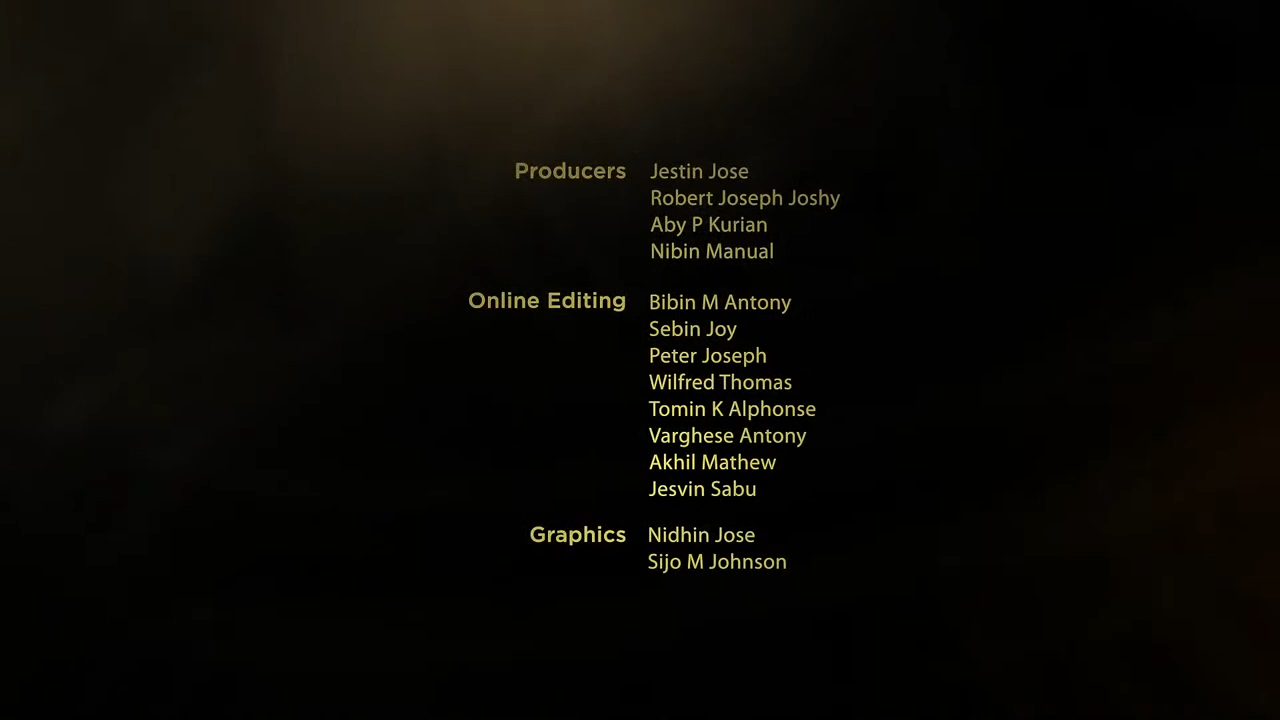 Producers Jestin Jose
Robert Joseph Joshy
Aby P Kurian
Nibin Manual
Online Editing Bibin M Antony
Sebin Joy
Peter Joseph
Wilfred Thomas
Tomin K Alphonse
Varghese Antony
Akhil Mathew
Jesvin Sabu
Graphics Nidhin Jose
Sijo M Johnson